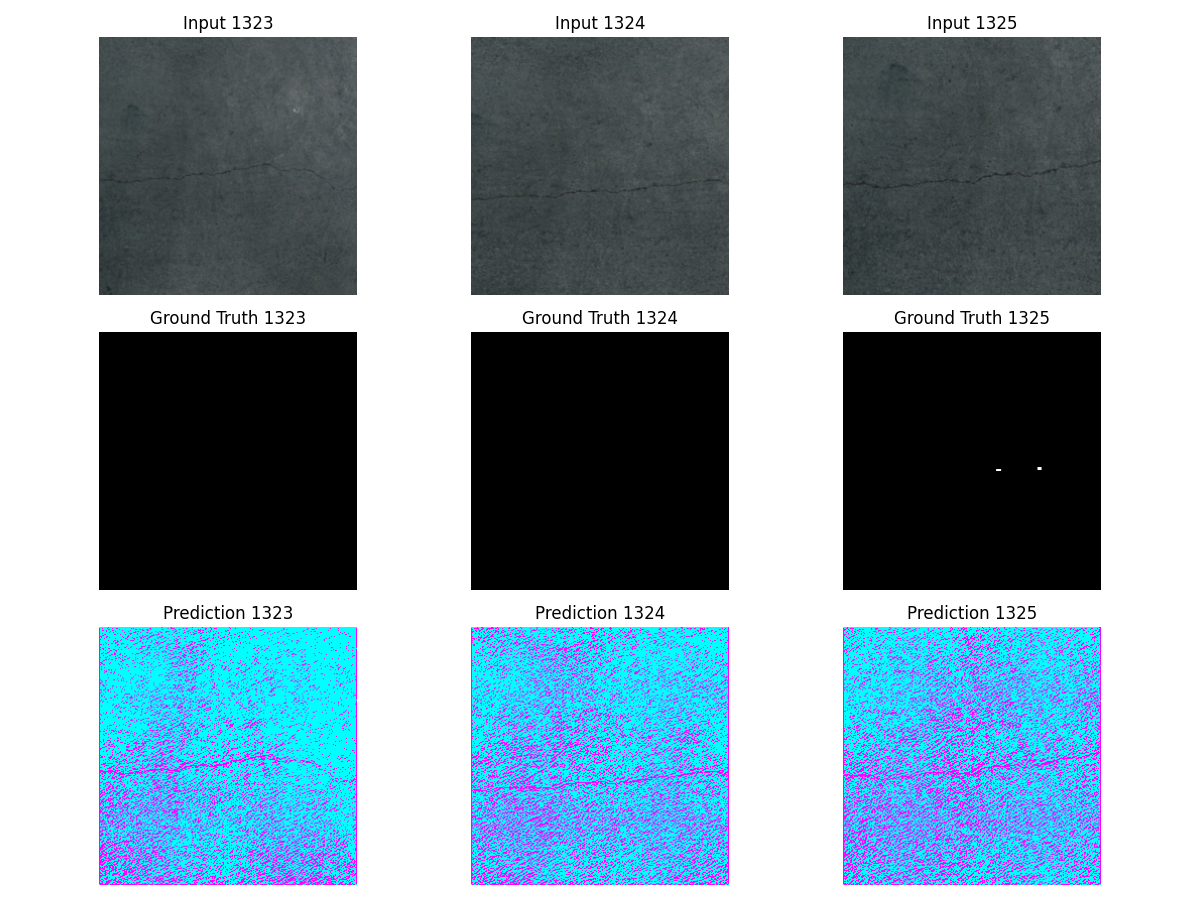 Input 1323
Input 1324
Input 1325
Ground Truth 1323
Ground Truth 1324
Ground Truth 1325
Prediction 1323
Prediction 1324
Prediction 1325